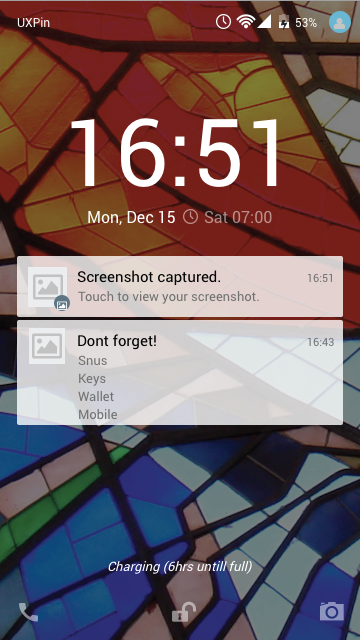 UXPin 53%
16:51
Mon, Dec 15 Sat 07:00
Screenshot captured. 16:51
Touch to view your screenshot.
Dont forget! 16:43
Snus
Keys
Wallet
Mobile
Charging (6hrs untill full)